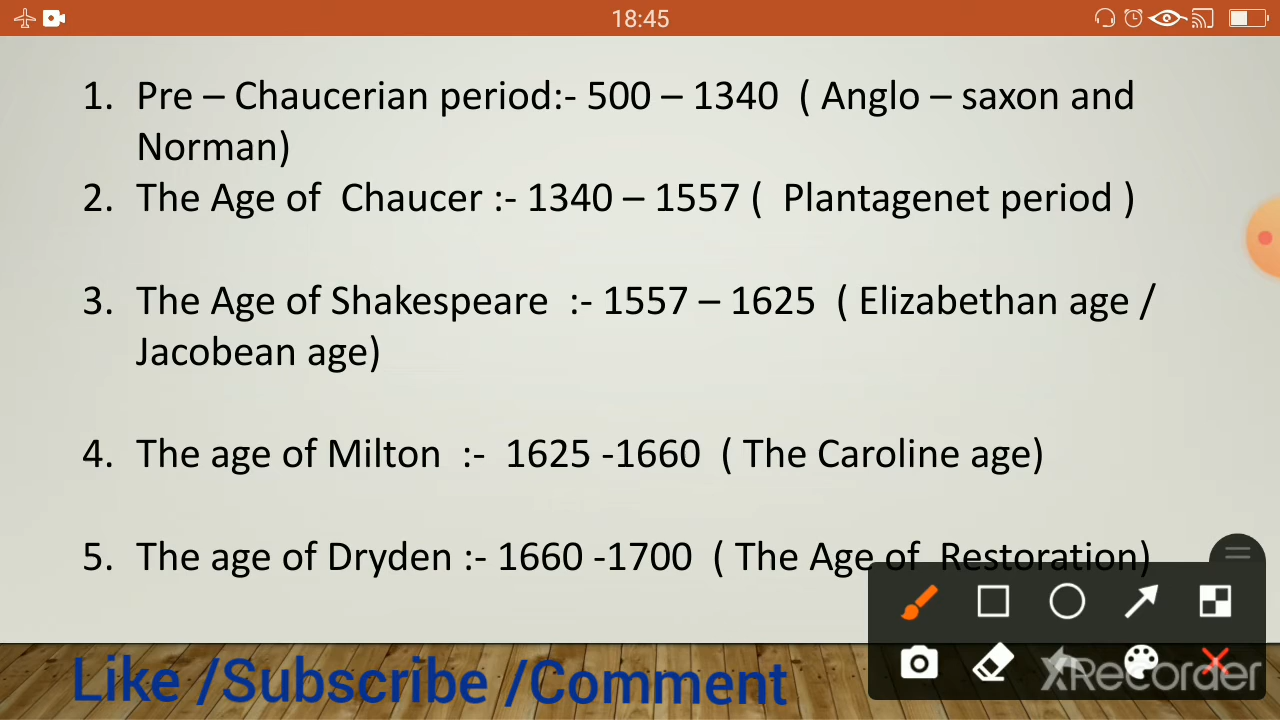 18:45
1. Pre – Chaucerian period:- 500 – 1340 ( Anglo – saxon and
Norman)
2. The Age of Chaucer :- 1340 – 1557 ( Plantagenet period )
3. The Age of Shakespeare :- 1557 – 1625 ( Elizabethan age /
Jacobean age)
4. The age of Milton :- 1625 -1660 ( The Caroline age)
5. The age of Dryden :- 1660 -1700 ( The Age of Restoration)
Like /Subscribe /Comment
XRecorder